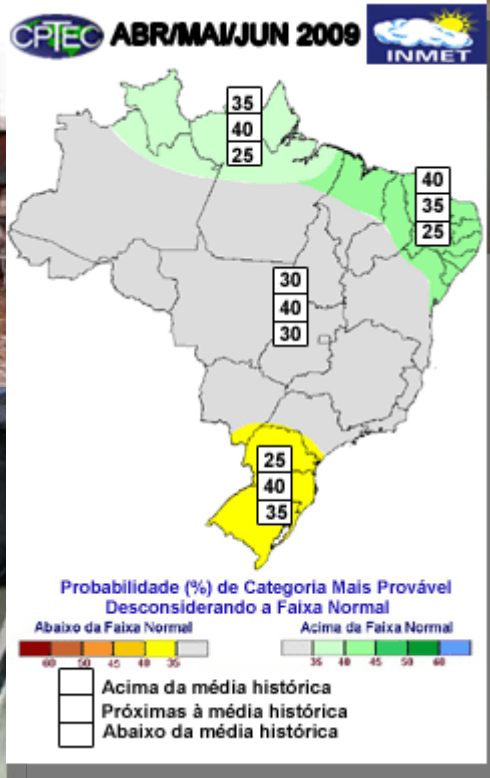 CPTEC ABR/MAI/JUN 2009 INMET
35
40
25
40
35
25
30
40
30
25
40
35
Probabilidade (%) de Categoria Mais Provável
Desconsiderando a Faixa Normal
Abaixo da Faixa Normal Acima da Faixa Normal
60 50 45 40 35 35 40 45 50 60
Acima da média histórica
Próximas à média histórica
Abaixo da média histórica